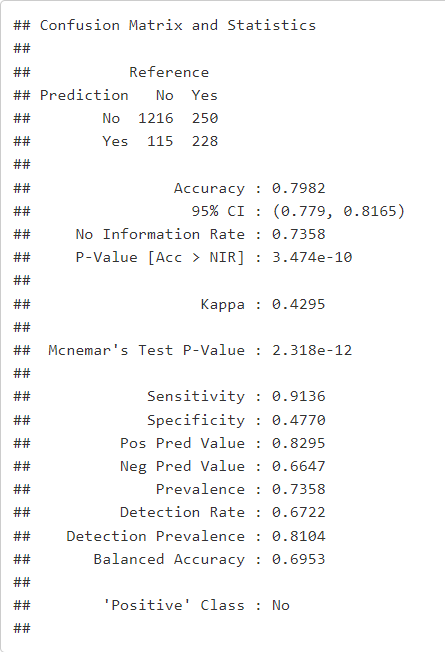 ## Confusion Matrix and Statistics
##
##           Reference
## Prediction   No  Yes
##        No  1216  250
##        Yes  115  228
##
##                Accuracy : 0.7982
##                  95% CI : (0.779, 0.8165)
##     No Information Rate : 0.7358
##     P-Value [Acc > NIR] : 3.474e-10
##
##                   Kappa : 0.4295
##
##  Mcnemar's Test P-Value : 2.318e-12
##
##             Sensitivity : 0.9136
##             Specificity : 0.4770
##          Pos Pred Value : 0.8295
##          Neg Pred Value : 0.6647
##              Prevalence : 0.7358
##          Detection Rate : 0.6722
##    Detection Prevalence : 0.8104
##       Balanced Accuracy : 0.6953
##
##        'Positive' Class : No
##